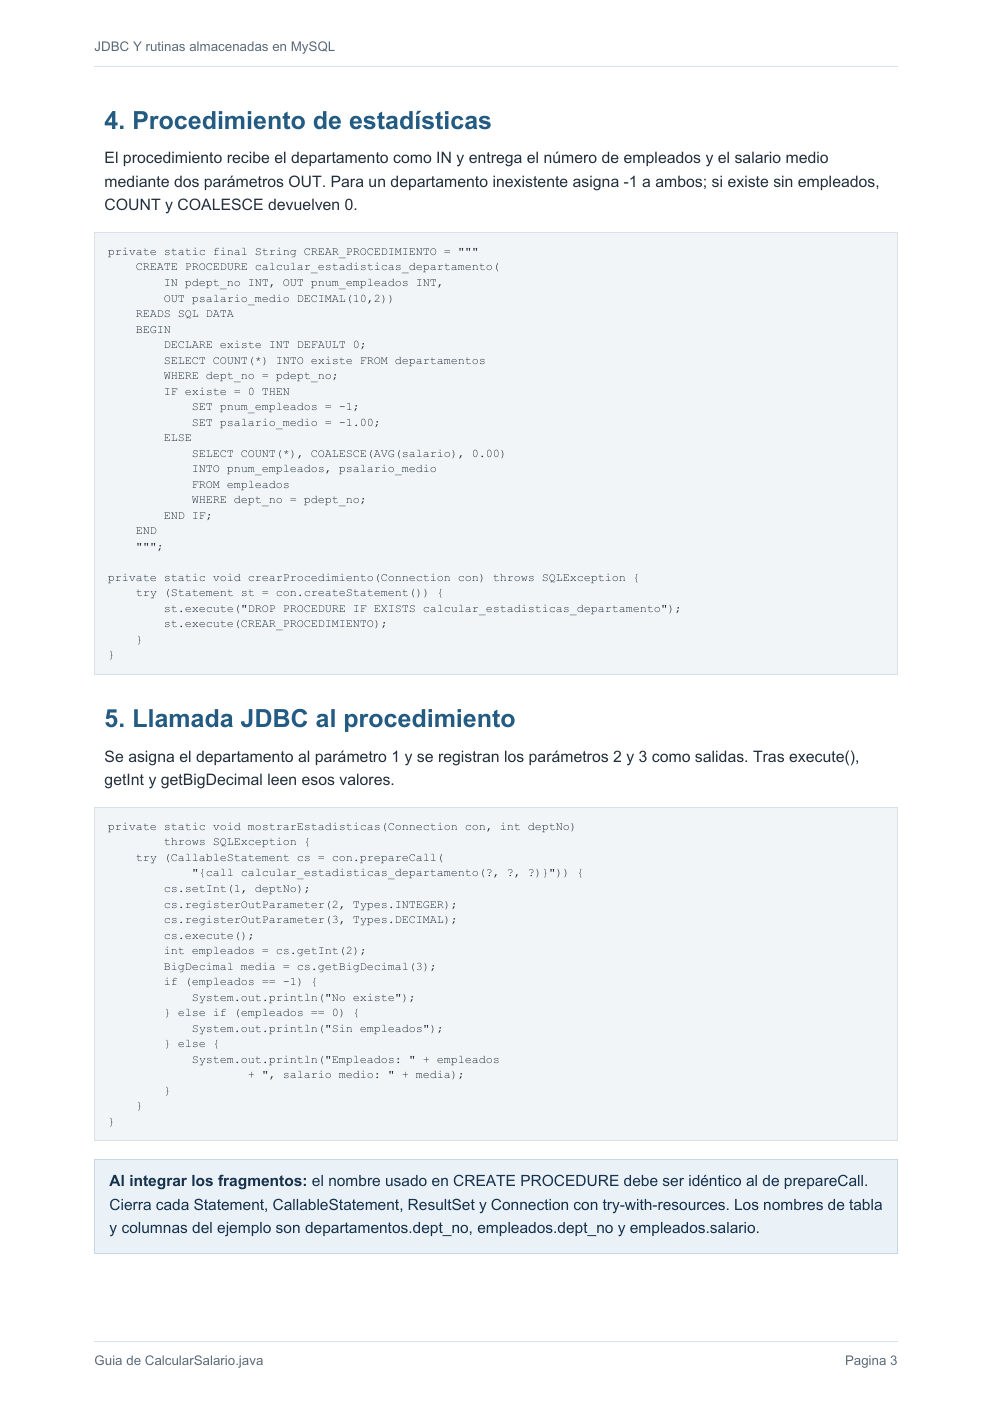 JDBC Y rutinas almacenadas en MySQL
4. Procedimiento de estadísticas
El procedimiento recibe el departamento como IN y entrega el número de empleados y el salario medio
mediante dos parámetros OUT. Para un departamento inexistente asigna -1 a ambos; si existe sin empleados,
COUNT y COALESCE devuelven 0.
private static final String CREAR_PROCEDIMIENTO = """
    CREATE PROCEDURE calcular_estadisticas_departamento(
        IN pdept_no INT, OUT pnum_empleados INT,
        OUT psalario_medio DECIMAL(10,2))
    READS SQL DATA
    BEGIN
        DECLARE existe INT DEFAULT 0;
        SELECT COUNT(*) INTO existe FROM departamentos
        WHERE dept_no = pdept_no;
        IF existe = 0 THEN
            SET pnum_empleados = -1;
            SET psalario_medio = -1.00;
        ELSE
            SELECT COUNT(*), COALESCE(AVG(salario), 0.00)
            INTO pnum_empleados, psalario_medio
            FROM empleados
            WHERE dept_no = pdept_no;
        END IF;
    END
    """;
private static void crearProcedimiento(Connection con) throws SQLException {
    try (Statement st = con.createStatement()) {
        st.execute("DROP PROCEDURE IF EXISTS calcular_estadisticas_departamento");
        st.execute(CREAR_PROCEDIMIENTO);
    }
}
5. Llamada JDBC al procedimiento
Se asigna el departamento al parámetro 1 y se registran los parámetros 2 y 3 como salidas. Tras execute(),
getInt y getBigDecimal leen esos valores.
private static void mostrarEstadisticas(Connection con, int deptNo)
        throws SQLException {
    try (CallableStatement cs = con.prepareCall(
            "{call calcular_estadisticas_departamento(?, ?, ?)}")) {
        cs.setInt(1, deptNo);
        cs.registerOutParameter(2, Types.INTEGER);
        cs.registerOutParameter(3, Types.DECIMAL);
        cs.execute();
        int empleados = cs.getInt(2);
        BigDecimal media = cs.getBigDecimal(3);
        if (empleados == -1) {
            System.out.println("No existe");
        } else if (empleados == 0) {
            System.out.println("Sin empleados");
        } else {
            System.out.println("Empleados: " + empleados
                    + ", salario medio: " + media);
        }
    }
}
Al integrar los fragmentos: el nombre usado en CREATE PROCEDURE debe ser idéntico al de prepareCall.
Cierra cada Statement, CallableStatement, ResultSet y Connection con try-with-resources. Los nombres de tabla
y columnas del ejemplo son departamentos.dept_no, empleados.dept_no y empleados.salario.
Guia de CalcularSalario.java
Pagina 3